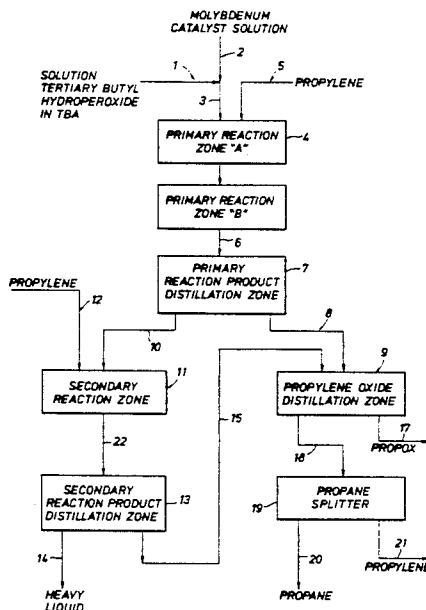 MOLYBDENUM
CATALYST SOLUTION
1
2
5
SOLUTION
TERTIARY BUTYL
HYDROPEROXIDE
IN TBA
3
PROPYLENE
PRIMARY REACTION
ZONE "A"
4
PRIMARY REACTION
ZONE "B"
6
PRIMARY
REACTION PRODUCT
DISTILLATION ZONE
7
PROPYLENE
12
10
8
SECONDARY
REACTION ZONE
11
15
9
PROPYLENE OXIDE
DISTILLATION ZONE
17
PROPOX
22
18
SECONDARY
REACTION PRODUCT
DISTILLATION ZONE
13
PROPANE
SPLITTER
19
14
20
21
PROPYLENE
HEAVY
LIQUID
PROPANE